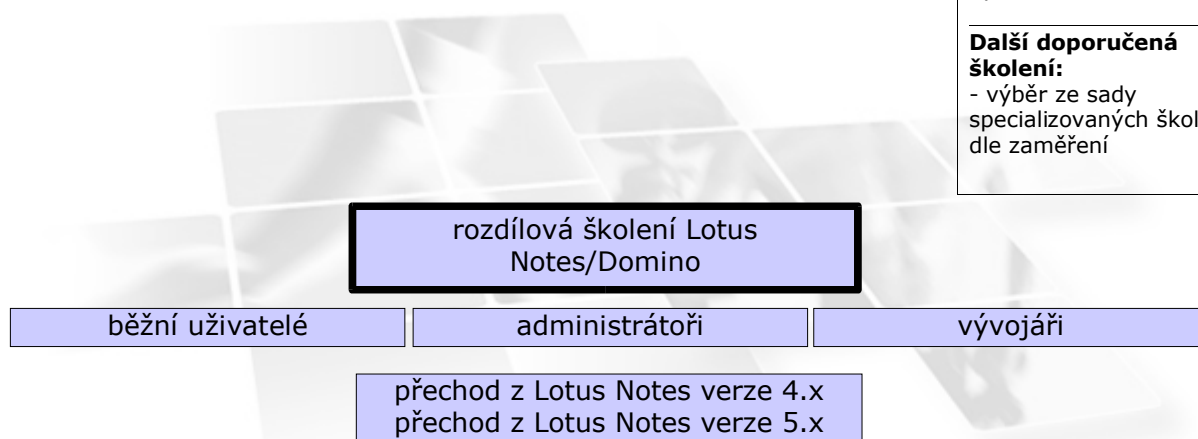 Další doporučená
školení:
- výběr ze sady
specializovaných škol
dle zaměření
rozdílová školení Lotus
Notes/Domino
běžní uživatelé
administrátoři
vývojáři
přechod z Lotus Notes verze 4.x
přechod z Lotus Notes verze 5.x